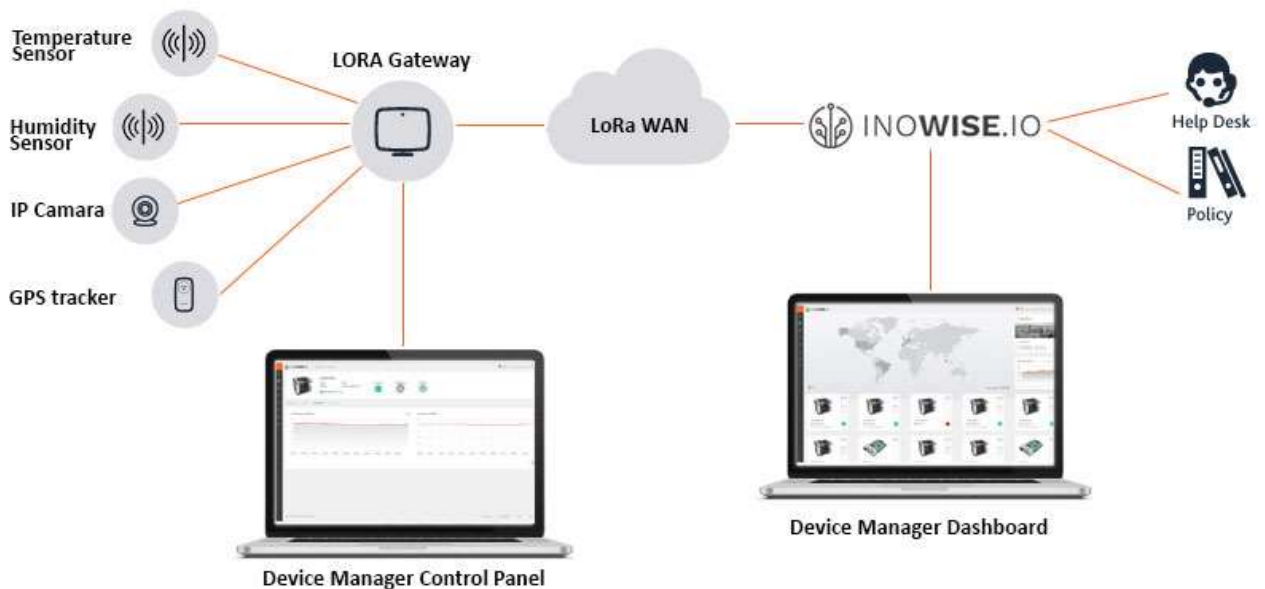 Temperature
Sensor
LORA Gateway
Humidity
Sensor
LoRa WAN
INOWISE.IO
Help Desk
IP Camara
Policy
GPS tracker
Device Manager Dashboard
Device Manager Control Panel